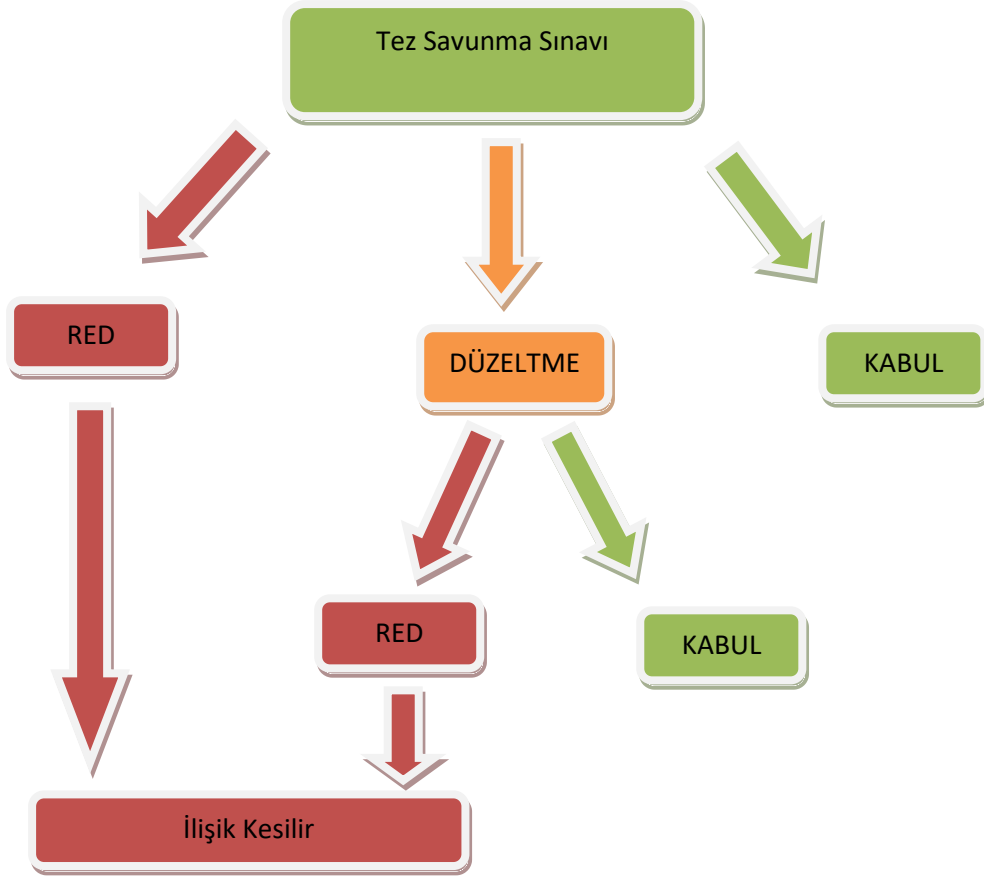 Tez Savunma Sınavı
RED
DÜZELTME
KABUL
RED
KABUL
İlişik Kesilir